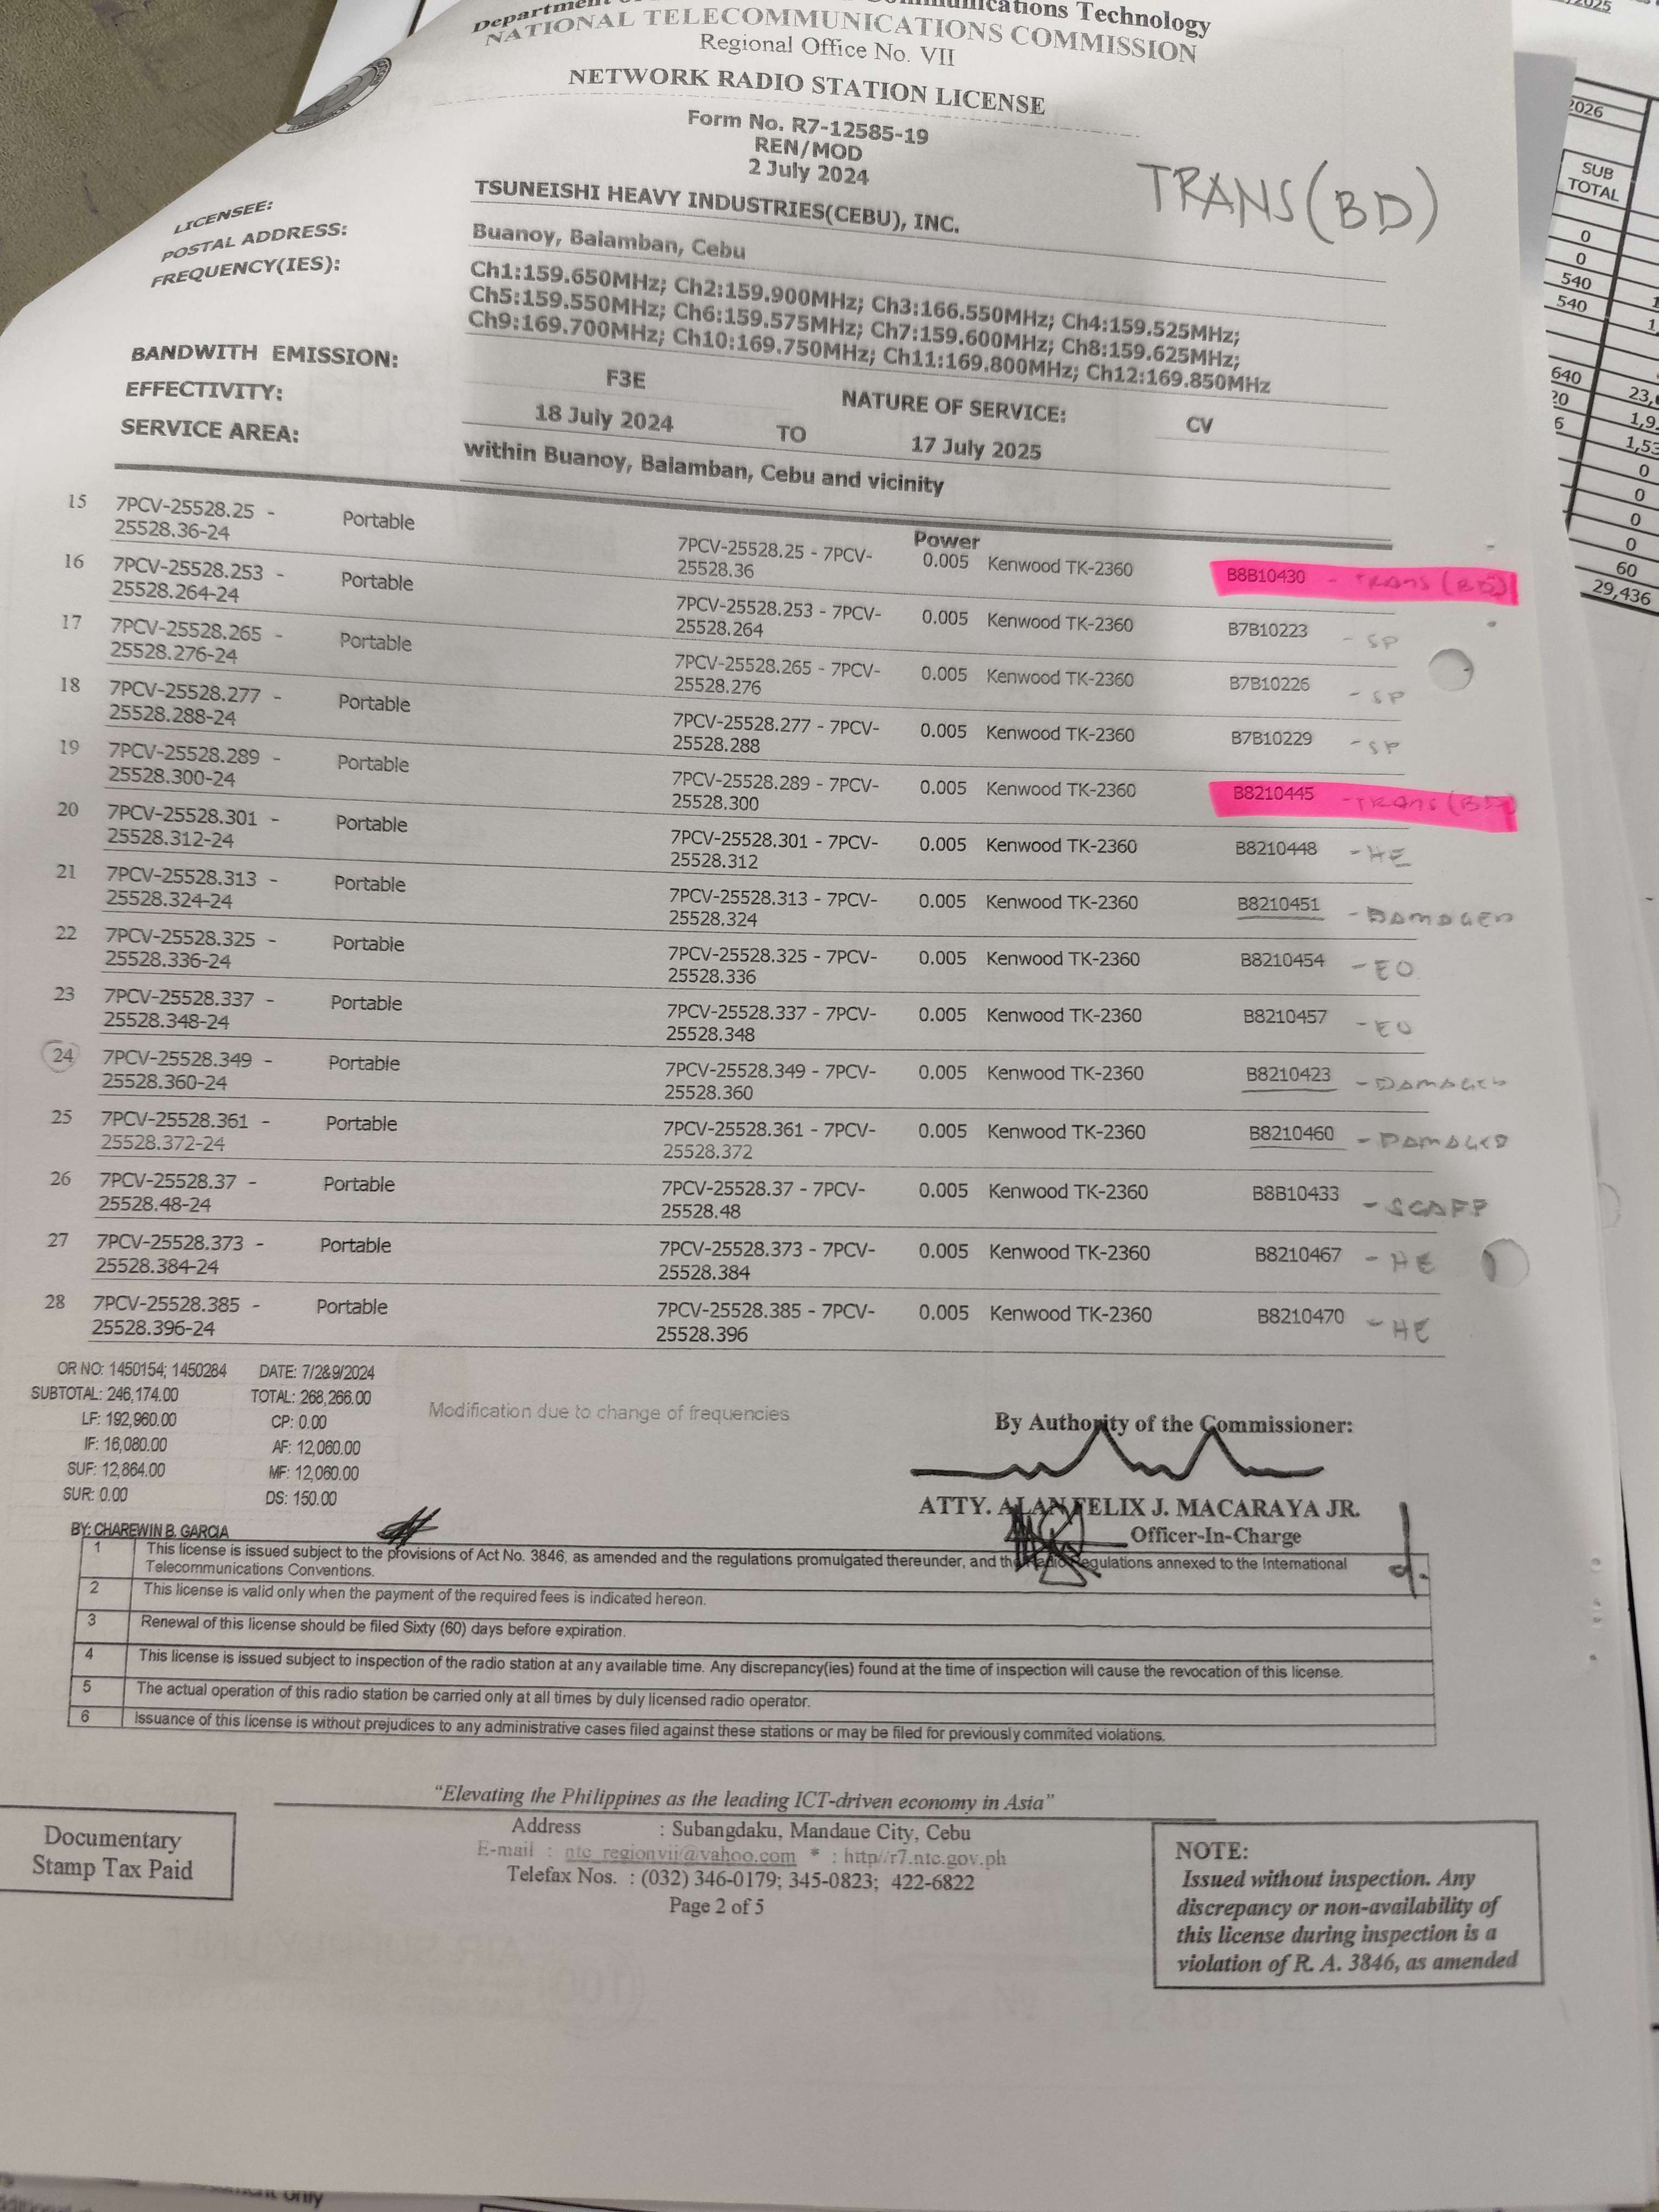 Communications Technology
NATIONAL TELECOMMUNICATIONS COMMISSION
Regional Office No. VII
NETWORK RADIO STATION LICENSE
Form No. R7-12585-19
REN/MOD
2 July 2024
TRANS(BD)
LICENSEE: TSUNEISHI HEAVY INDUSTRIES(CEBU), INC.
POSTAL ADDRESS: Buanoy, Balamban, Cebu
FREQUENCY(IES): Ch1:159.650MHz; Ch2:159.900MHz; Ch3:166.550MHz; Ch4:159.525MHz;
Ch5:159.550MHz; Ch6:159.575MHz; Ch7:159.600MHz; Ch8:159.625MHz;
Ch9:169.700MHz; Ch10:169.750MHz; Ch11:169.800MHz; Ch12:169.850MHz
BANDWITH EMISSION: F3E NATURE OF SERVICE: CV
EFFECTIVITY: 18 July 2024 TO 17 July 2025
SERVICE AREA: within Buanoy, Balamban, Cebu and vicinity
Power
15 7PCV-25528.25 - Portable 7PCV-25528.25 - 7PCV- 0.005 Kenwood TK-2360 B8B10430 - TRANS (BD)
25528.36-24 25528.36
16 7PCV-25528.253 - Portable 7PCV-25528.253 - 7PCV- 0.005 Kenwood TK-2360 B7B10223 - SP
25528.264-24 25528.264
17 7PCV-25528.265 - Portable 7PCV-25528.265 - 7PCV- 0.005 Kenwood TK-2360 B7B10226 - SP
25528.276-24 25528.276
18 7PCV-25528.277 - Portable 7PCV-25528.277 - 7PCV- 0.005 Kenwood TK-2360 B7B10229 - SP
25528.288-24 25528.288
19 7PCV-25528.289 - Portable 7PCV-25528.289 - 7PCV- 0.005 Kenwood TK-2360 B8210445 - TRANS (BD)
25528.300-24 25528.300
20 7PCV-25528.301 - Portable 7PCV-25528.301 - 7PCV- 0.005 Kenwood TK-2360 B8210448 - HE
25528.312-24 25528.312
21 7PCV-25528.313 - Portable 7PCV-25528.313 - 7PCV- 0.005 Kenwood TK-2360 B8210451 - DAMAGED
25528.324-24 25528.324
22 7PCV-25528.325 - Portable 7PCV-25528.325 - 7PCV- 0.005 Kenwood TK-2360 B8210454 - EO
25528.336-24 25528.336
23 7PCV-25528.337 - Portable 7PCV-25528.337 - 7PCV- 0.005 Kenwood TK-2360 B8210457 - EO
25528.348-24 25528.348
24 7PCV-25528.349 - Portable 7PCV-25528.349 - 7PCV- 0.005 Kenwood TK-2360 B8210423 - DAMAGED
25528.360-24 25528.360
25 7PCV-25528.361 - Portable 7PCV-25528.361 - 7PCV- 0.005 Kenwood TK-2360 B8210460 - DAMAGED
25528.372-24 25528.372
26 7PCV-25528.37 - Portable 7PCV-25528.37 - 7PCV- 0.005 Kenwood TK-2360 B8B10433 - SCAFF
25528.48-24 25528.48
27 7PCV-25528.373 - Portable 7PCV-25528.373 - 7PCV- 0.005 Kenwood TK-2360 B8210467 - HE
25528.384-24 25528.384
28 7PCV-25528.385 - Portable 7PCV-25528.385 - 7PCV- 0.005 Kenwood TK-2360 B8210470 - HE
25528.396-24 25528.396
OR NO: 1450154; 1450284 DATE: 7/2&9/2024
SUBTOTAL: 246,174.00 TOTAL: 268,266.00
LF: 192,960.00 CP: 0.00
IF: 16,080.00 AF: 12,060.00
SUF: 12,864.00 MF: 12,060.00
SUR: 0.00 DS: 150.00
Modification due to change of frequencies
By Authority of the Commissioner:
ATTY. ALAN FELIX J. MACARAYA JR.
Officer-In-Charge
BY: CHAREWIN B. GARCIA
1 This license is issued subject to the provisions of Act No. 3846, as amended and the regulations promulgated thereunder, and the Radio Regulations annexed to the International
Telecommunications Conventions.
2 This license is valid only when the payment of the required fees is indicated hereon.
3 Renewal of this license should be filed Sixty (60) days before expiration.
4 This license is issued subject to inspection of the radio station at any available time. Any discrepancy(ies) found at the time of inspection will cause the revocation of this license.
5 The actual operation of this radio station be carried only at all times by duly licensed radio operator.
6 Issuance of this license is without prejudices to any administrative cases filed against these stations or may be filed for previously commited violations.
"Elevating the Philippines as the leading ICT-driven economy in Asia"
Address : Subangdaku, Mandaue City, Cebu
E-mail : ntc_regionvii@yahoo.com * : http//r7.ntc.gov.ph
Telefax Nos. : (032) 346-0179; 345-0823; 422-6822
Page 2 of 5
Documentary
Stamp Tax Paid
NOTE:
Issued without inspection. Any
discrepancy or non-availability of
this license during inspection is a
violation of R. A. 3846, as amended
2026
SUB
TOTAL
0
0
540
540
640
23,
20
1,9
6
1,53
0
0
0
0
60
29,436